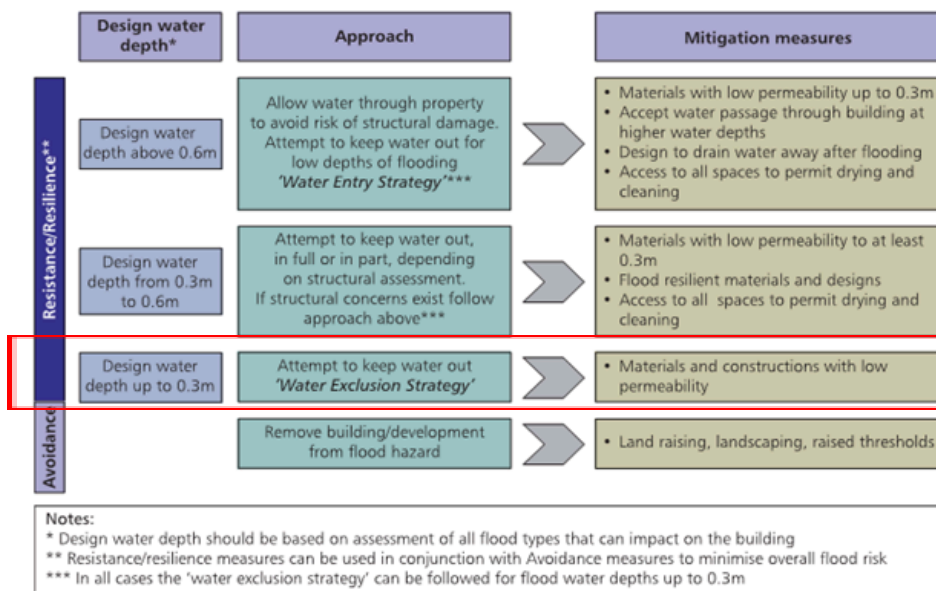 Design water
depth*
Approach
Mitigation measures
Resistance/Resilience**
Design water
depth above 0.6m
Allow water through property
to avoid risk of structural damage.
Attempt to keep water out for
low depths of flooding
'Water Entry Strategy'***
• Materials with low permeability up to 0.3m
• Accept water passage through building at
higher water depths
• Design to drain water away after flooding
• Access to all spaces to permit drying and
cleaning
Design water
depth from 0.3m
to 0.6m
Attempt to keep water out,
in full or in part, depending
on structural assessment.
If structural concerns exist follow
approach above***
• Materials with low permeability to at least
0.3m
• Flood resilient materials and designs
• Access to all spaces to permit drying and
cleaning
Design water
depth up to 0.3m
Attempt to keep water out
'Water Exclusion Strategy'
• Materials and constructions with low
permeability
Avoidance
Remove building/development
from flood hazard
• Land raising, landscaping, raised thresholds
Notes:
* Design water depth should be based on assessment of all flood types that can impact on the building
** Resistance/resilience measures can be used in conjunction with Avoidance measures to minimise overall flood risk
*** In all cases the 'water exclusion strategy' can be followed for flood water depths up to 0.3m